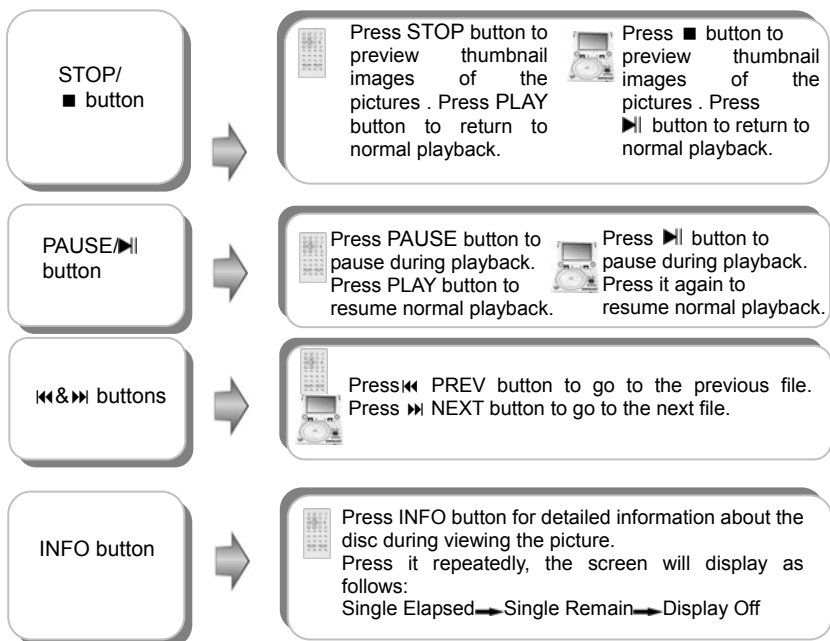 STOP/
■ button
Press STOP button to
preview thumbnail
images of the
pictures . Press PLAY
button to return to
normal playback.
Press ■ button to
preview thumbnail
images of the
pictures . Press
▶ǁ button to return to
normal playback.
PAUSE/▶ǁ
button
Press PAUSE button to
pause during playback.
Press PLAY button to
resume normal playback.
Press ▶ǁ button to
pause during playback.
Press it again to
resume normal playback.
⏮&⏭ buttons
Press⏮ PREV button to go to the previous file.
Press ⏭ NEXT button to go to the next file.
INFO button
Press INFO button for detailed information about the
disc during viewing the picture.
Press it repeatedly, the screen will display as
follows:
Single Elapsed→Single Remain→Display Off